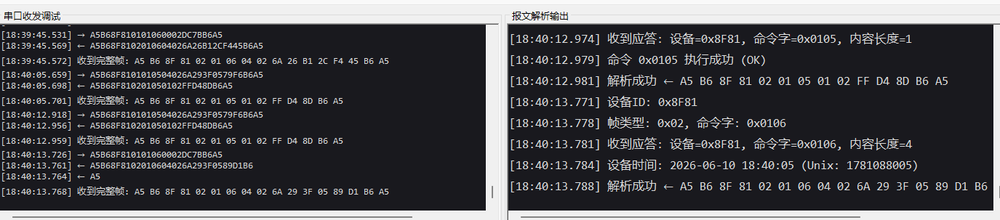 串口收发调试
[18:39:45.531] → A5B68F810101060002DC7BB6A5
[18:39:45.569] ← A5B68F8102010604026A26B12CF445B6A5
[18:39:45.572] 收到完整帧: A5 B6 8F 81 02 01 06 04 02 6A 26 B1 2C F4 45 B6 A5
[18:40:05.659] → A5B68F8101010504026A293F0579F6B6A5
[18:40:05.698] ← A5B68F810201050102FFD48DB6A5
[18:40:05.701] 收到完整帧: A5 B6 8F 81 02 01 05 01 02 FF D4 8D B6 A5
[18:40:12.918] → A5B68F8101010504026A293F0579F6B6A5
[18:40:12.956] ← A5B68F810201050102FFD48DB6A5
[18:40:12.959] 收到完整帧: A5 B6 8F 81 02 01 05 01 02 FF D4 8D B6 A5
[18:40:13.726] → A5B68F810101060002DC7BB6A5
[18:40:13.761] ← A5B68F8102010604026A293F0589D1B6
[18:40:13.764] ← A5
[18:40:13.768] 收到完整帧: A5 B6 8F 81 02 01 06 04 02 6A 29 3F 05 89 D1 B6 A5
报文解析输出
[18:40:12.974] 收到应答: 设备=0x8F81, 命令字=0x0105, 内容长度=1
[18:40:12.979] 命令 0x0105 执行成功 (OK)
[18:40:12.981] 解析成功 ← A5 B6 8F 81 02 01 05 01 02 FF D4 8D B6 A5
[18:40:13.771] 设备ID: 0x8F81
[18:40:13.778] 帧类型: 0x02, 命令字: 0x0106
[18:40:13.781] 收到应答: 设备=0x8F81, 命令字=0x0106, 内容长度=4
[18:40:13.784] 设备时间: 2026-06-10 18:40:05 (Unix: 1781088005)
[18:40:13.788] 解析成功 ← A5 B6 8F 81 02 01 06 04 02 6A 29 3F 05 89 D1 B6